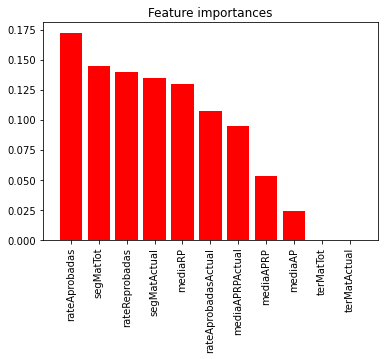 Feature importances
0.175
0.150
0.125
0.100
0.075
0.050
0.025
0.000
rateAprobadas
segMatTot
rateReprobadas
segMatActual
mediaRP
rateAprobadasActual
mediaAPRPActual
mediaAPRP
mediaAP
terMatTot
terMatActual